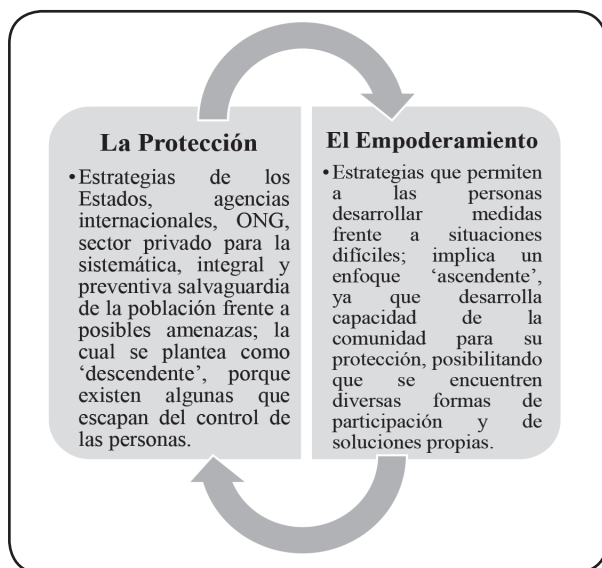 La Protección
•Estrategias de los
Estados, agencias
internacionales, ONG,
sector privado para la
sistemática, integral y
preventiva salvaguardia
de la población frente a
posibles amenazas; la
cual se plantea como
‘descendente’, porque
existen algunas que
escapan del control de
las personas.
El Empoderamiento
•Estrategias que permiten
a las personas
desarrollar medidas
frente a situaciones
difíciles; implica un
enfoque ‘ascendente’,
ya que desarrolla
capacidad de la
comunidad para su
protección, posibilitando
que se encuentren
diversas formas de
participación y de
soluciones propias.